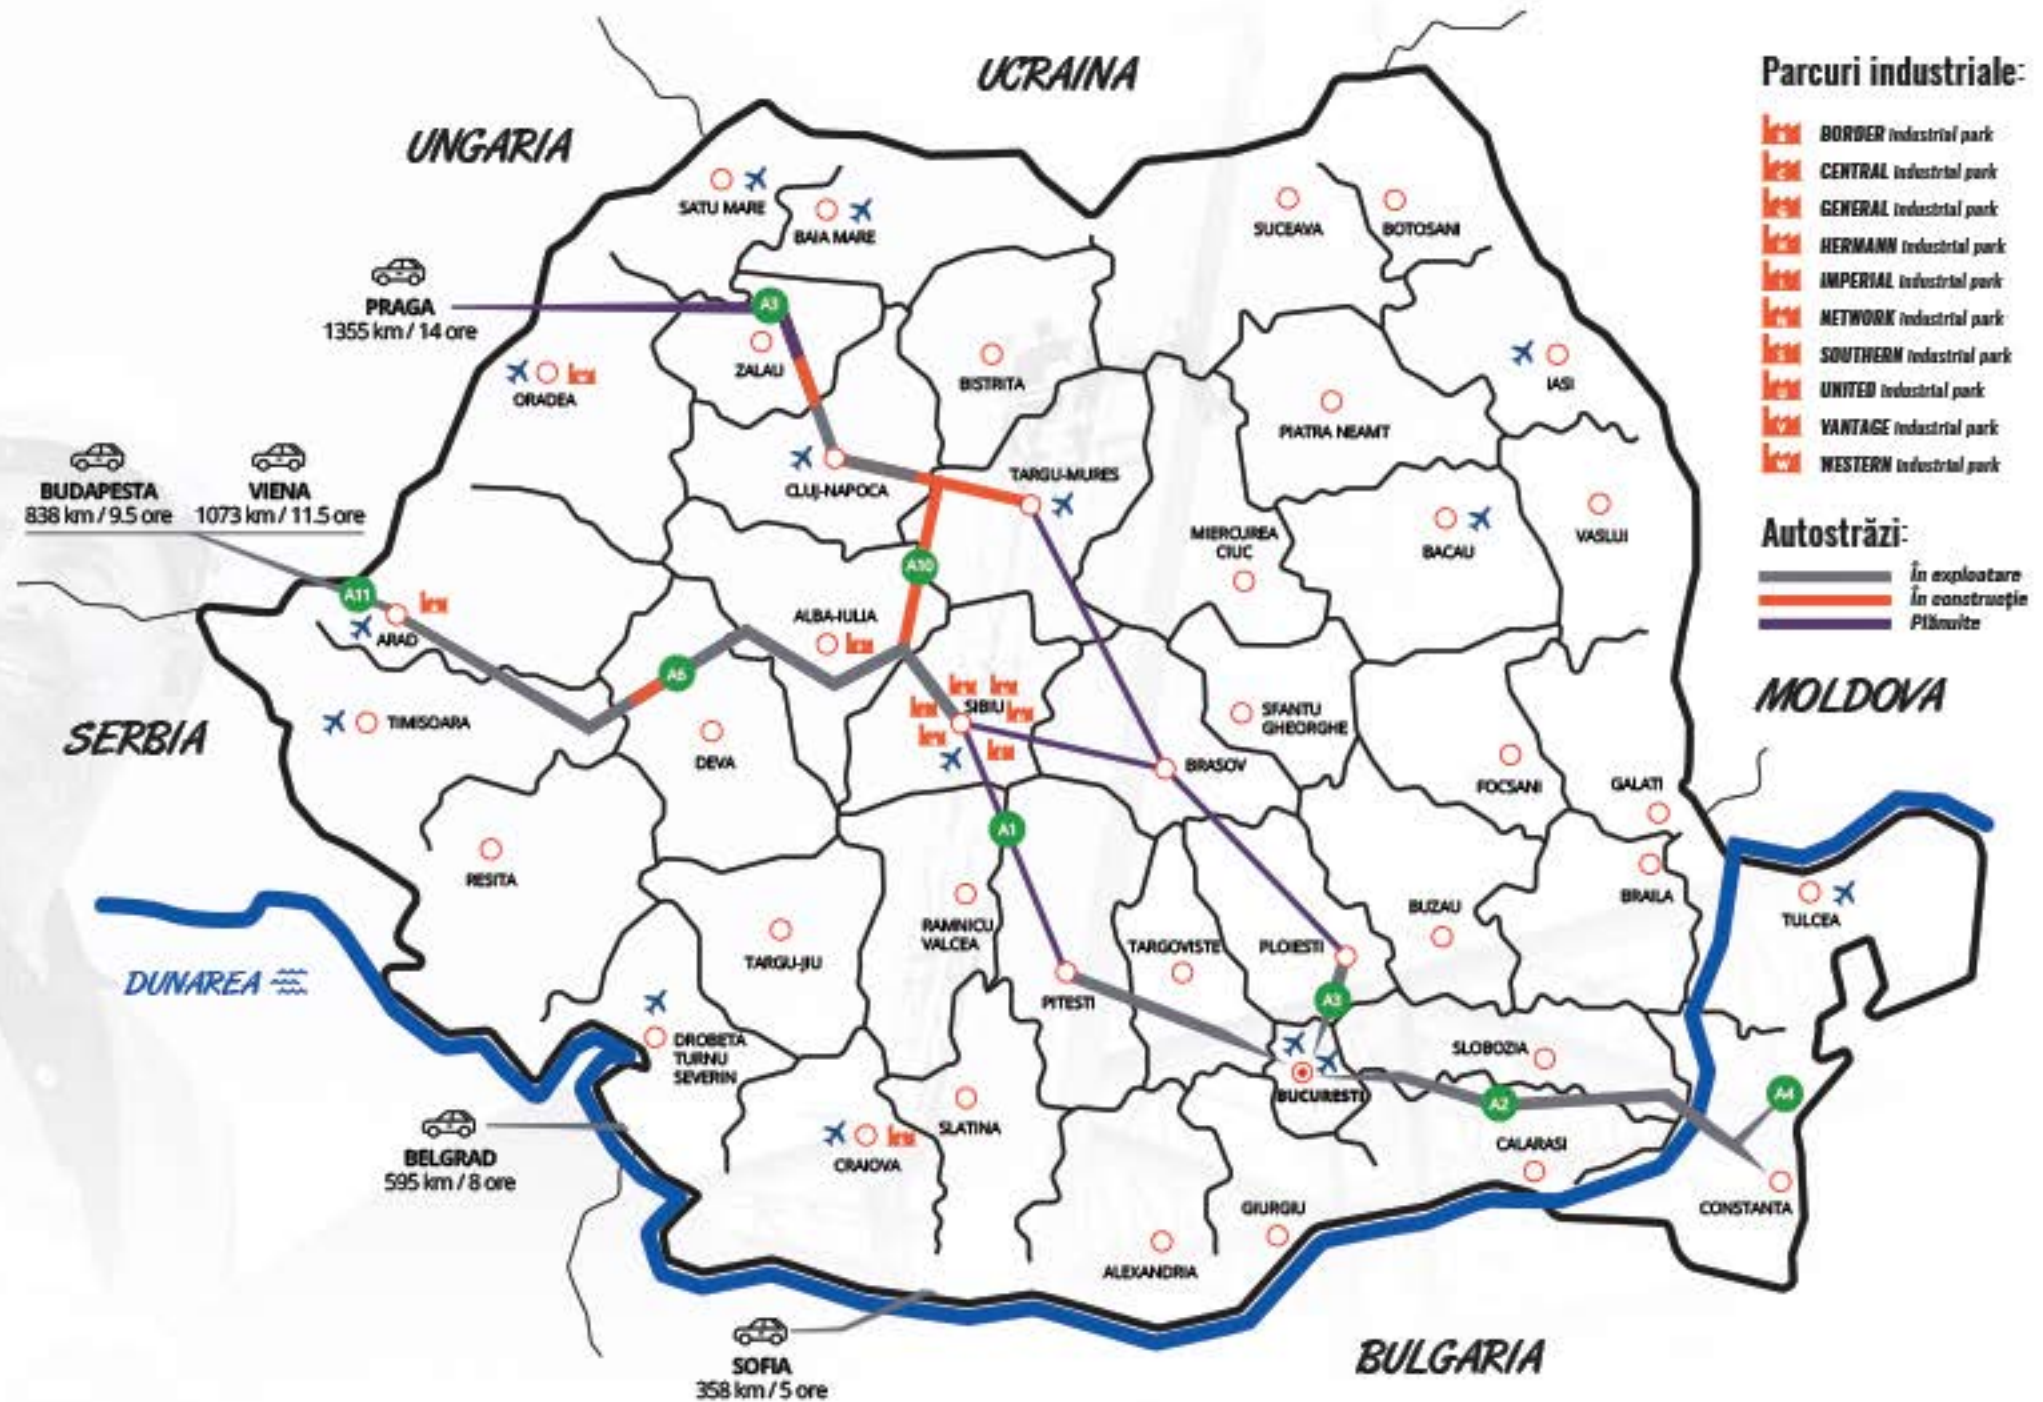 UCRAINA
UNGARIA
Parcuri industriale:
BORDER industrial park
CENTRAL industrial park
GENERAL industrial park
HERMANN industrial park
IMPERIAL industrial park
NETWORK industrial park
SOUTHERN industrial park
UNITED industrial park
VANTAGE industrial park
WESTERN industrial park
Autostrăzi:
În exploatare
În construcție
Plănuite
SATU MARE
BAIA MARE
SUCEAVA
BOTOSANI
PRAGA
1355 km / 14 ore
A3
ZALAU
ORADEA
BISTRITA
PIATRA NEAMT
IASI
BUDAPESTA
838 km / 9.5 ore
VIENA
1073 km / 11.5 ore
CLUJ-NAPOCA
TARGU-MURES
MIERCUREA
CIUC
BACAU
VASLUI
A11
ARAD
A10
ALBA-IULIA
A6
SERBIA
TIMISOARA
DEVA
SIBIU
SFANTU
GHEORGHE
BRASOV
FOCSANI
GALATI
MOLDOVA
A1
RESITA
RAMNICU
VALCEA
TARGU-JIU
TARGOVISTE
PLOIESTI
BUZAU
BRAILA
TULCEA
DUNAREA
PITESTI
A3
DROBETA
TURNU
SEVERIN
SLOBOZIA
BUCURESTI
A2
A4
SLATINA
CRAIOVA
CALARASI
CONSTANTA
BELGRAD
595 km / 8 ore
GIURGIU
ALEXANDRIA
SOFIA
358 km / 5 ore
BULGARIA